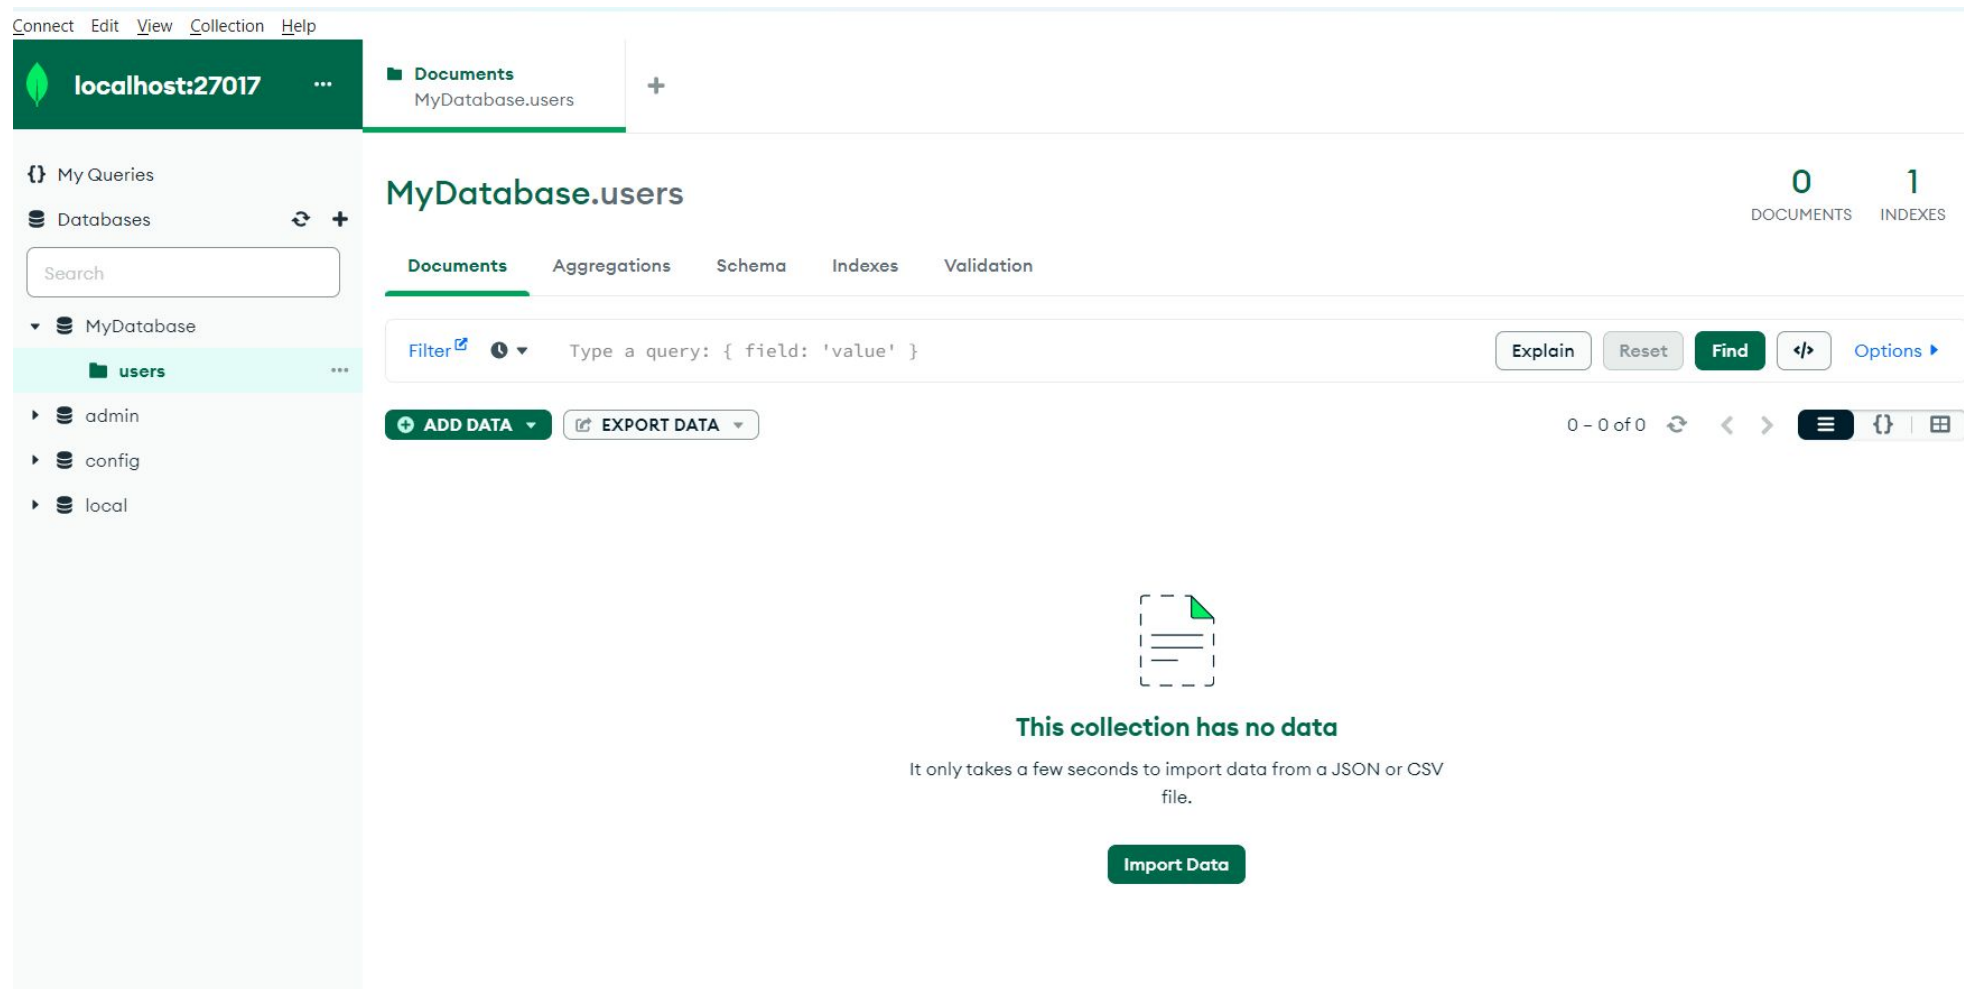 Connect Edit View Collection Help
localhost:27017 ...
Documents
MyDatabase.users
+
{} My Queries
Databases +
Search
MyDatabase
users ...
admin
config
local
MyDatabase.users
0 1
DOCUMENTS INDEXES
Documents Aggregations Schema Indexes Validation
Filter Type a query: { field: 'value' } Explain Reset Find </> Options
ADD DATA EXPORT DATA 0 – 0 of 0 {}
This collection has no data
It only takes a few seconds to import data from a JSON or CSV
file.
Import Data